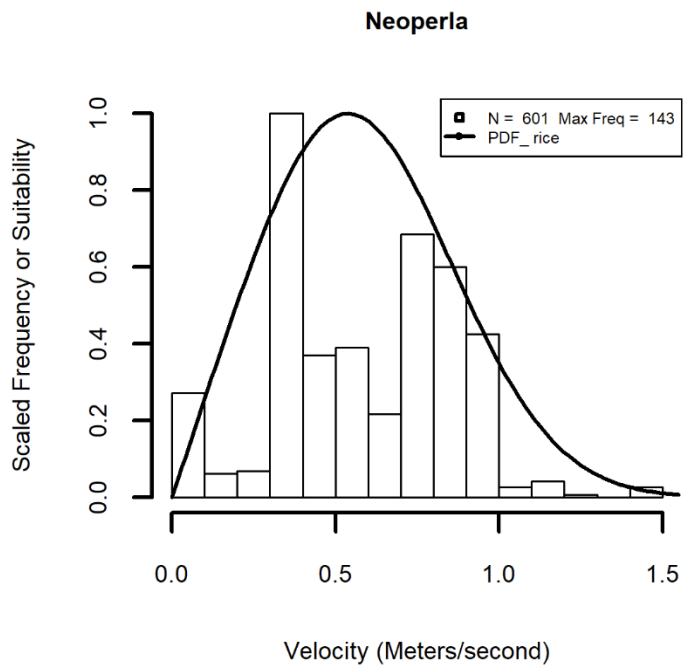 Neoperla
N = 601 Max Freq = 143
PDF_ rice
Scaled Frequency or Suitability
1.0
0.8
0.6
0.4
0.2
0.0
0.0 0.5 1.0 1.5
Velocity (Meters/second)